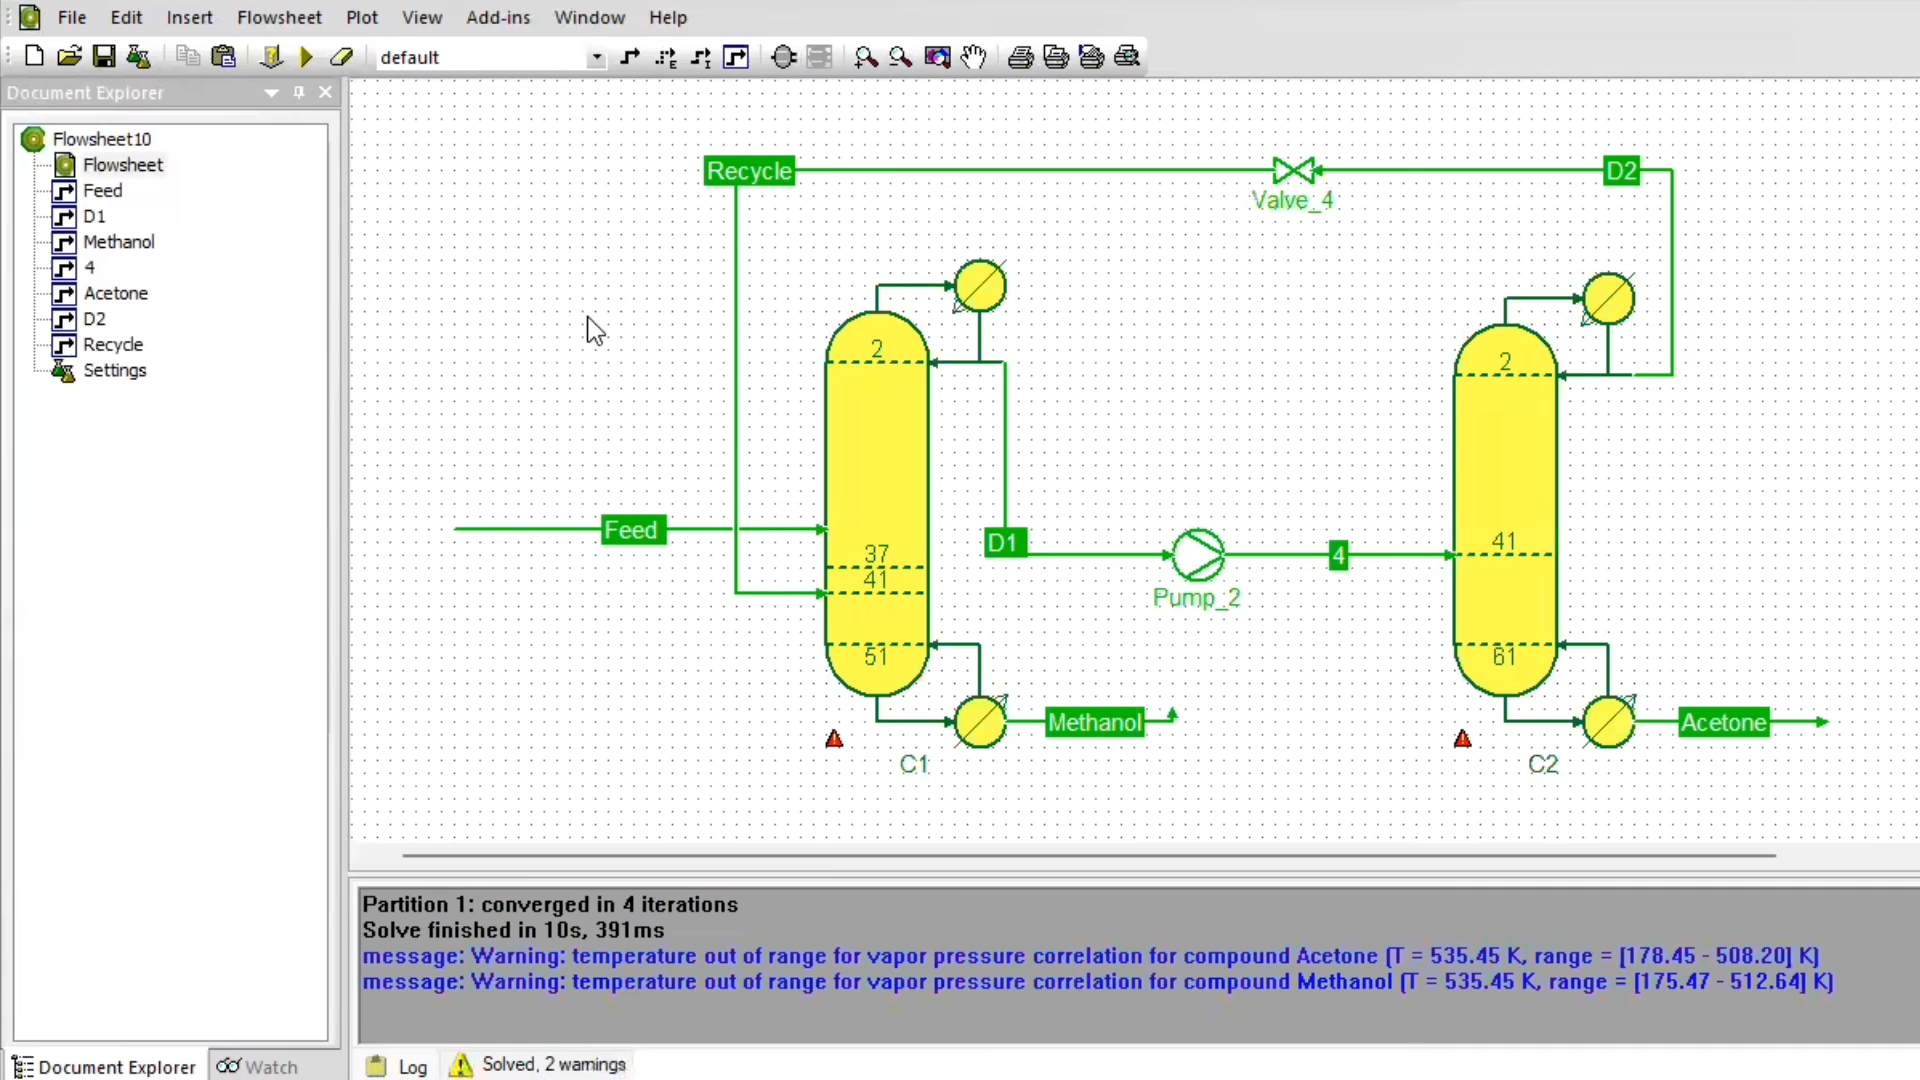 File Edit Insert Flowsheet Plot View Add-ins Window Help
default
Document Explorer
Flowsheet10
Flowsheet
Feed
D1
Methanol
4
Acetone
D2
Recycle
Settings
Recycle
Valve_4
D2
2
2
Feed
37
41
51
D1
Pump_2
4
41
61
Methanol
Acetone
C1
C2
Partition 1: converged in 4 iterations
Solve finished in 10s, 391ms
message: Warning: temperature out of range for vapor pressure correlation for compound Acetone (T = 535.45 K, range = [178.45 - 508.20] K)
message: Warning: temperature out of range for vapor pressure correlation for compound Methanol (T = 535.45 K, range = [175.47 - 512.64] K)
Document Explorer Watch
Log Solved, 2 warnings